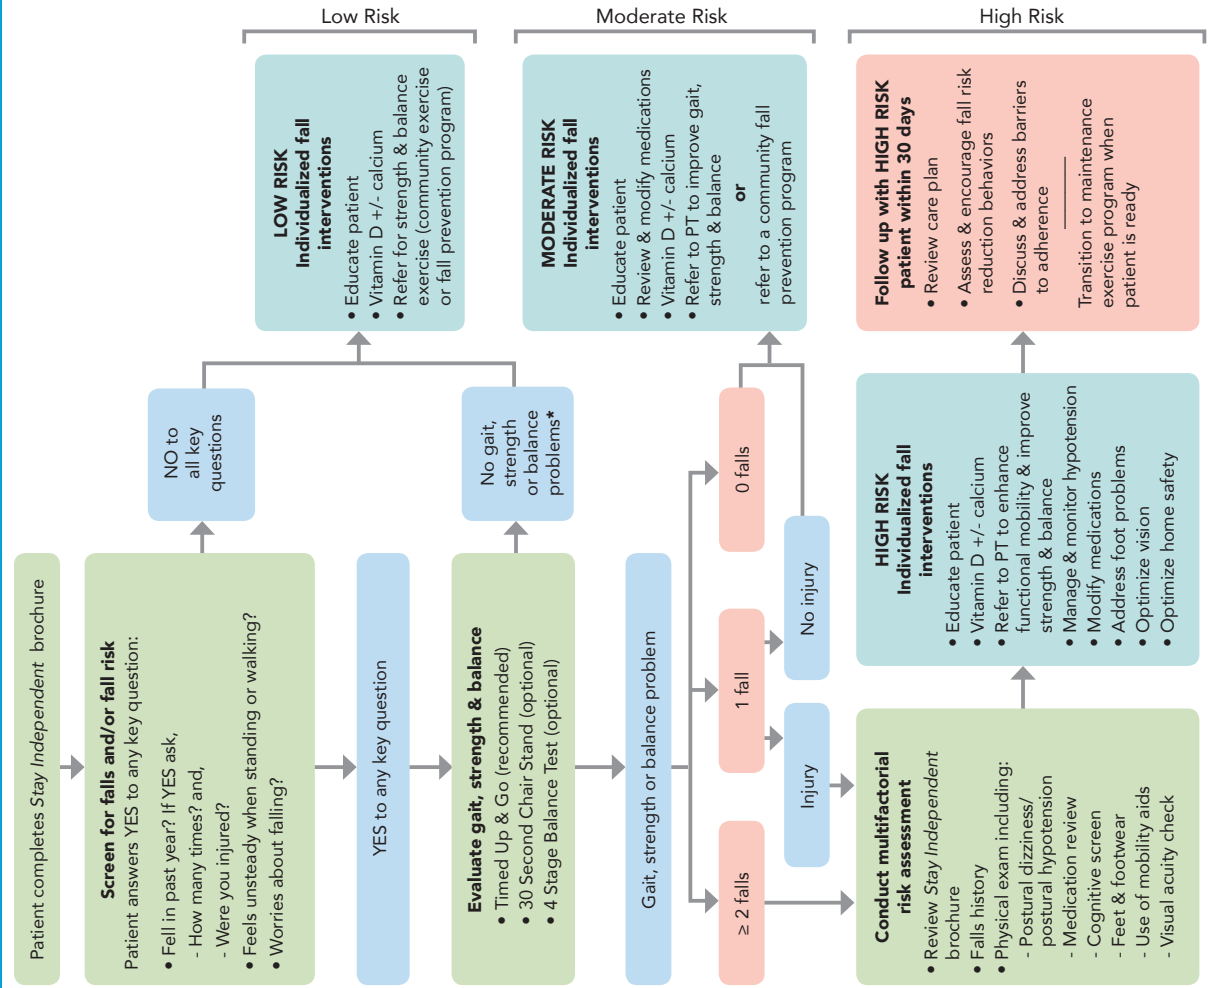 Patient completes Stay Independent brochure
Screen for falls and/or fall risk
Patient answers YES to any key question:
• Fell in past year? If YES ask,
- How many times? and,
- Were you injured?
• Feels unsteady when standing or walking?
• Worries about falling?
NO to
all key
questions
YES to any key question
Evaluate gait, strength & balance
• Timed Up & Go (recommended)
• 30 Second Chair Stand (optional)
• 4 Stage Balance Test (optional)
No gait,
strength
or balance
problems*
Low Risk
LOW RISK
Individualized fall
interventions
• Educate patient
• Vitamin D +/- calcium
• Refer for strength & balance
exercise (community exercise
or fall prevention program)
Gait, strength or balance problem
≥ 2 falls
1 fall
0 falls
Injury
No injury
Moderate Risk
MODERATE RISK
Individualized fall
interventions
• Educate patient
• Review & modify medications
• Vitamin D +/- calcium
• Refer to PT to improve gait,
strength & balance
or
refer to a community fall
prevention program
Conduct multifactorial
risk assessment
• Review Stay Independent
brochure
• Falls history
• Physical exam including:
- Postural dizziness/
postural hypotension
- Medication review
- Cognitive screen
- Feet & footwear
- Use of mobility aids
- Visual acuity check
HIGH RISK
Individualized fall
interventions
• Educate patient
• Vitamin D +/- calcium
• Refer to PT to enhance
functional mobility & improve
strength & balance
• Manage & monitor hypotension
• Modify medications
• Address foot problems
• Optimize vision
• Optimize home safety
High Risk
Follow up with HIGH RISK
patient within 30 days
• Review care plan
• Assess & encourage fall risk
reduction behaviors
• Discuss & address barriers
to adherence
Transition to maintenance
exercise program when
patient is ready